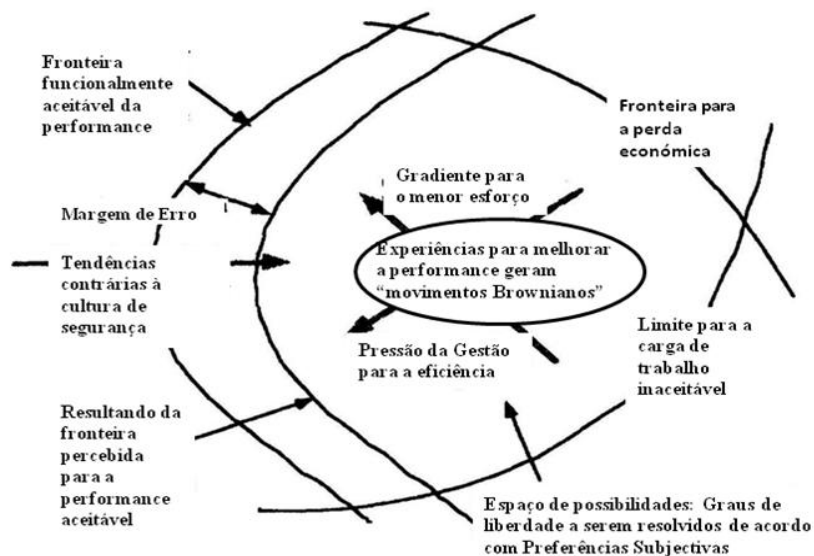 Fronteira
funcionalmente
aceitável da
performance
Fronteira para
a perda
económica
Gradiente para
o menor esforço
Margem de Erro
Experiências para melhorar
a performance geram
“movimentos Brownianos”
Tendências
contrárias à
cultura de
segurança
Pressão da Gestão
para a eficiência
Limite para a
carga de
trabalho
inaceitável
Resultando da
fronteira
percebida
para a
performance
aceitável
Espaço de possibilidades: Graus de
liberdade a serem resolvidos de acordo
com Preferências Subjectivas